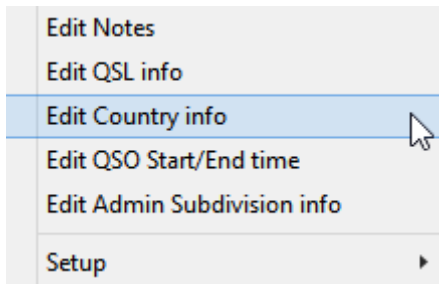 Edit Notes
Edit QSL info
Edit Country info
Edit QSO Start/End time
Edit Admin Subdivision info
Setup